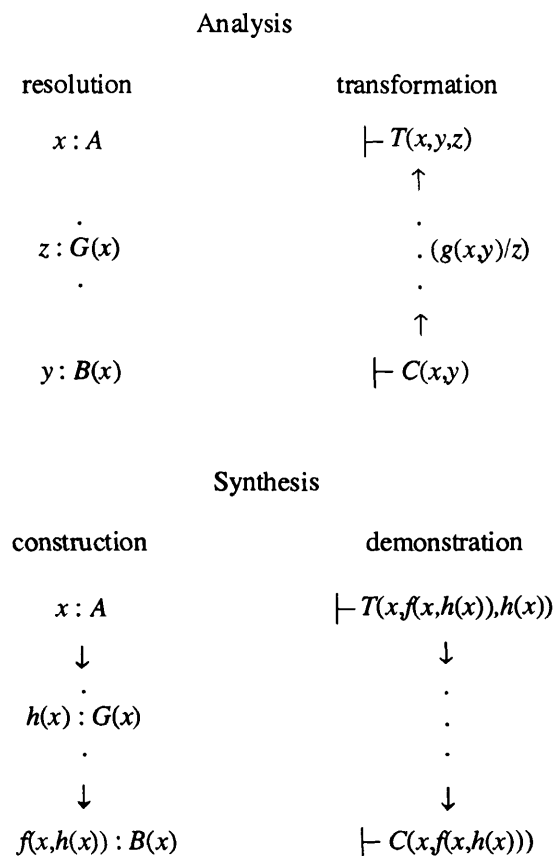 Analysis
resolution transformation
x : A ⊢ T(x,y,z)
↑
. .
z : G(x) . (g(x,y)/z)
. .
↑
y : B(x) ⊢ C(x,y)
Synthesis
construction demonstration
x : A ⊢ T(x,f(x,h(x)),h(x))
↓ ↓
. .
h(x) : G(x) .
. .
↓ ↓
f(x,h(x)) : B(x) ⊢ C(x,f(x,h(x)))